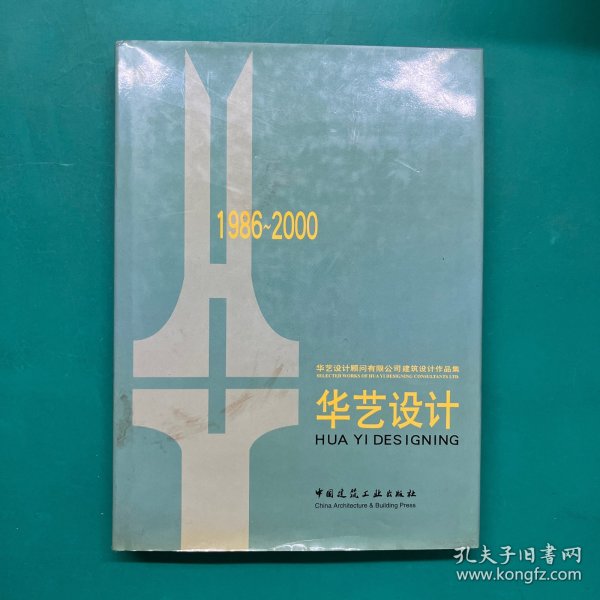 1986~2000
华艺设计顾问有限公司建筑设计作品集
SELECTED WORKS OF HUA YI DESIGNING CONSULTANTS LTD.
华艺设计
HUA YI DESIGNING
中国建筑工业出版社
China Architecture & Building Press
孔夫子旧书网
www.kongfz.com